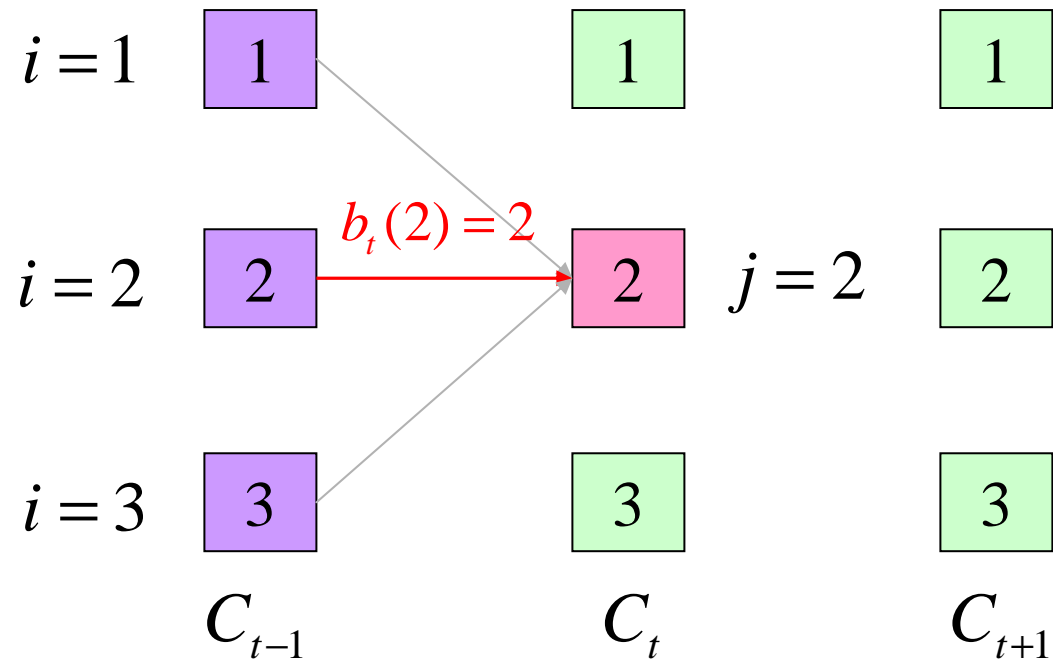 i = 1 1 1 1
b_t(2) = 2
i = 2 2 2 j = 2 2
i = 3 3 3 3
C_{t−1} C_t C_{t+1}